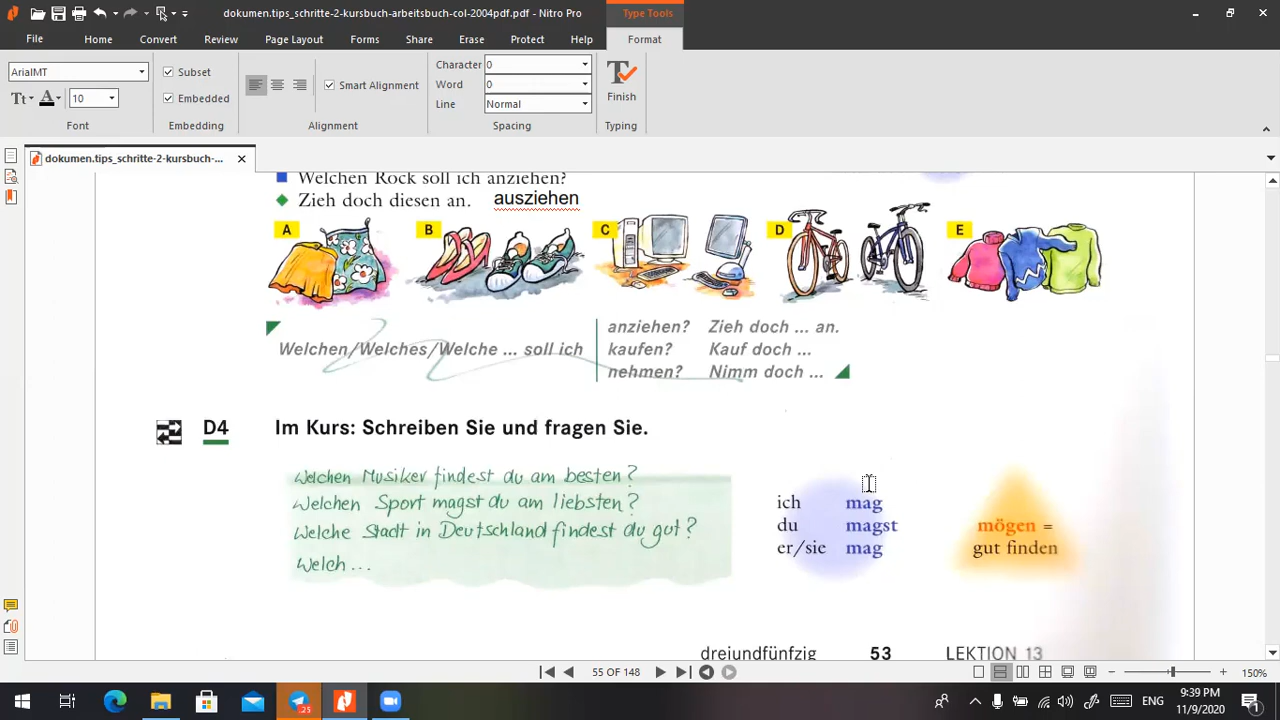 dokumen.tips_schritte-2-kursbuch-arbeitsbuch-col-2004pdf.pdf - Nitro Pro
Type Tools
File Home Convert Review Page Layout Forms Share Erase Protect Help Format
ArialMT
Subset
Smart Alignment
Character 0
Finish
Tt A 10
Embedded
Word 0
Line Normal
Font Embedding Alignment Spacing Typing
dokumen.tips_schritte-2-kursbuch-...
Welchen Rock soll ich anziehen?
Zieh doch diesen an. ausziehen
A B C D E
Welchen/Welches/Welche ... soll ich
anziehen? Zieh doch ... an.
kaufen? Kauf doch ...
nehmen? Nimm doch ...
D4 Im Kurs: Schreiben Sie und fragen Sie.
Welchen Musiker findest du am besten?
Welchen Sport magst du am liebsten?
Welche Stadt in Deutschland findest du gut?
Welch ...
ich mag
du magst
er/sie mag
mögen =
gut finden
dreiundfünfzig 53 LEKTION 13
55 OF 148
150%
25
ENG
9:39 PM
11/9/2020
1